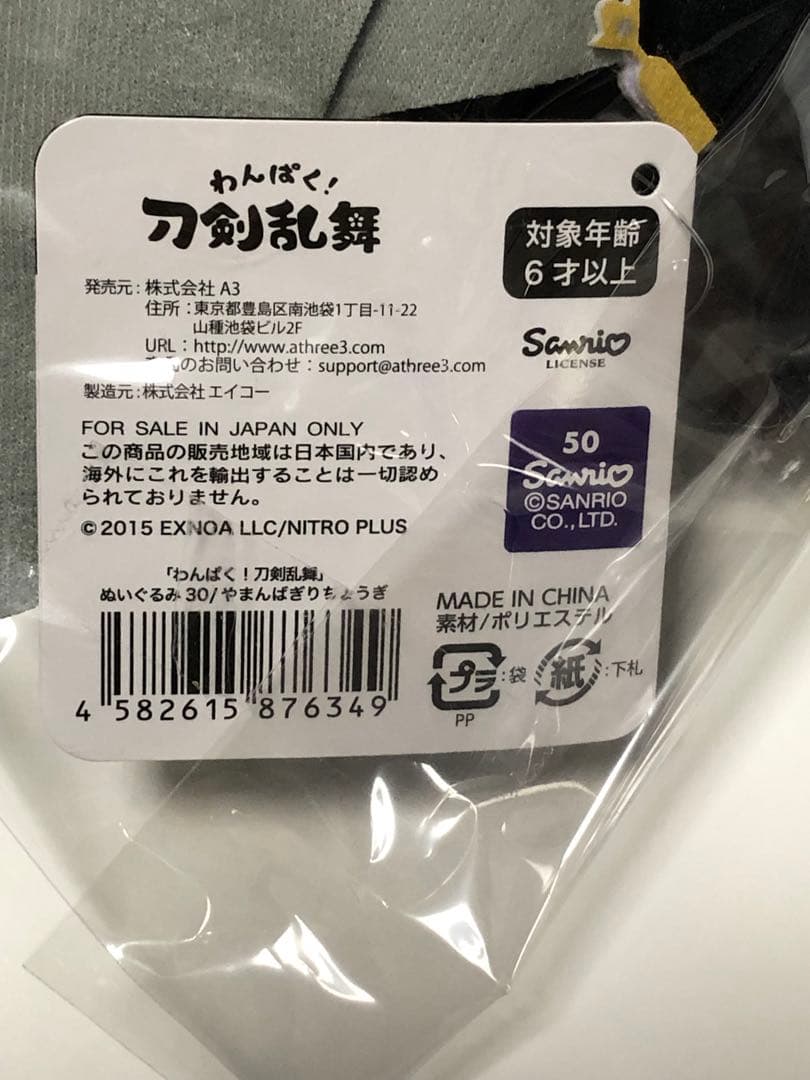 わんぱく!
刀剣乱舞
対象年齢
6才以上
発売元:株式会社 A3
住所:東京都豊島区南池袋1丁目-11-22
山種池袋ビル2F
URL:http://www.athree3.com
のお問い合わせ:support@athree3.com
製造元:株式会社 エイコー
Sanrio
LICENSE
FOR SALE IN JAPAN ONLY
この商品の販売地域は日本国内であり、
海外にこれを輸出することは一切認め
られておりません。
©2015 EXNOA LLC/NITRO PLUS
50
Sanrio
©SANRIO
CO.,LTD.
「わんぱく!刀剣乱舞」
ぬいぐるみ 30/やまんばぎりちょうぎ
4 582615 876349
MADE IN CHINA
素材/ポリエステル
プラ:袋
PP
紙:下札